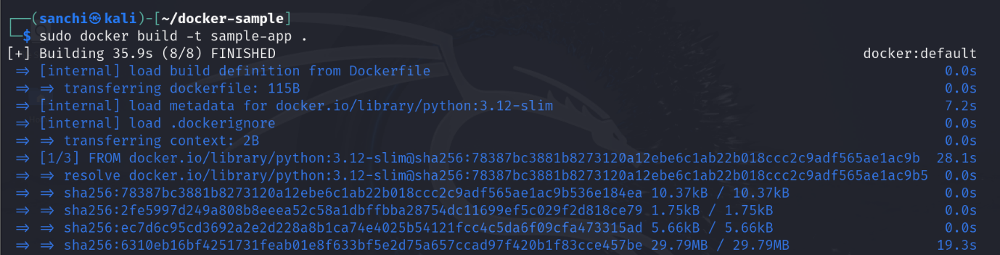 ┌──(sanchi㉿kali)-[~/docker-sample]
└─$ sudo docker build -t sample-app .
[+] Building 35.9s (8/8) FINISHED docker:default
=> [internal] load build definition from Dockerfile 0.0s
=> => transferring dockerfile: 115B 0.0s
=> [internal] load metadata for docker.io/library/python:3.12-slim 7.2s
=> [internal] load .dockerignore 0.0s
=> => transferring context: 2B 0.0s
=> [1/3] FROM docker.io/library/python:3.12-slim@sha256:78387bc3881b8273120a12ebe6c1ab22b018ccc2c9adf565ae1ac9b 28.1s
=> => resolve docker.io/library/python:3.12-slim@sha256:78387bc3881b8273120a12ebe6c1ab22b018ccc2c9adf565ae1ac9b5 0.0s
=> => sha256:78387bc3881b8273120a12ebe6c1ab22b018ccc2c9adf565ae1ac9b536e184ea 10.37kB / 10.37kB 0.0s
=> => sha256:2fe5997d249a808b8eeea52c58a1dbffbba28754dc11699ef5c029f2d818ce79 1.75kB / 1.75kB 0.0s
=> => sha256:ec7d6c95cd3692a2e2d228a8b1ca74e4025b54121fcc4c5da6f09cfa473315ad 5.66kB / 5.66kB 0.0s
=> => sha256:6310eb16bf4251731feab01e8f633bf5e2d75a657ccad97f420b1f83cce457be 29.79MB / 29.79MB 19.3s